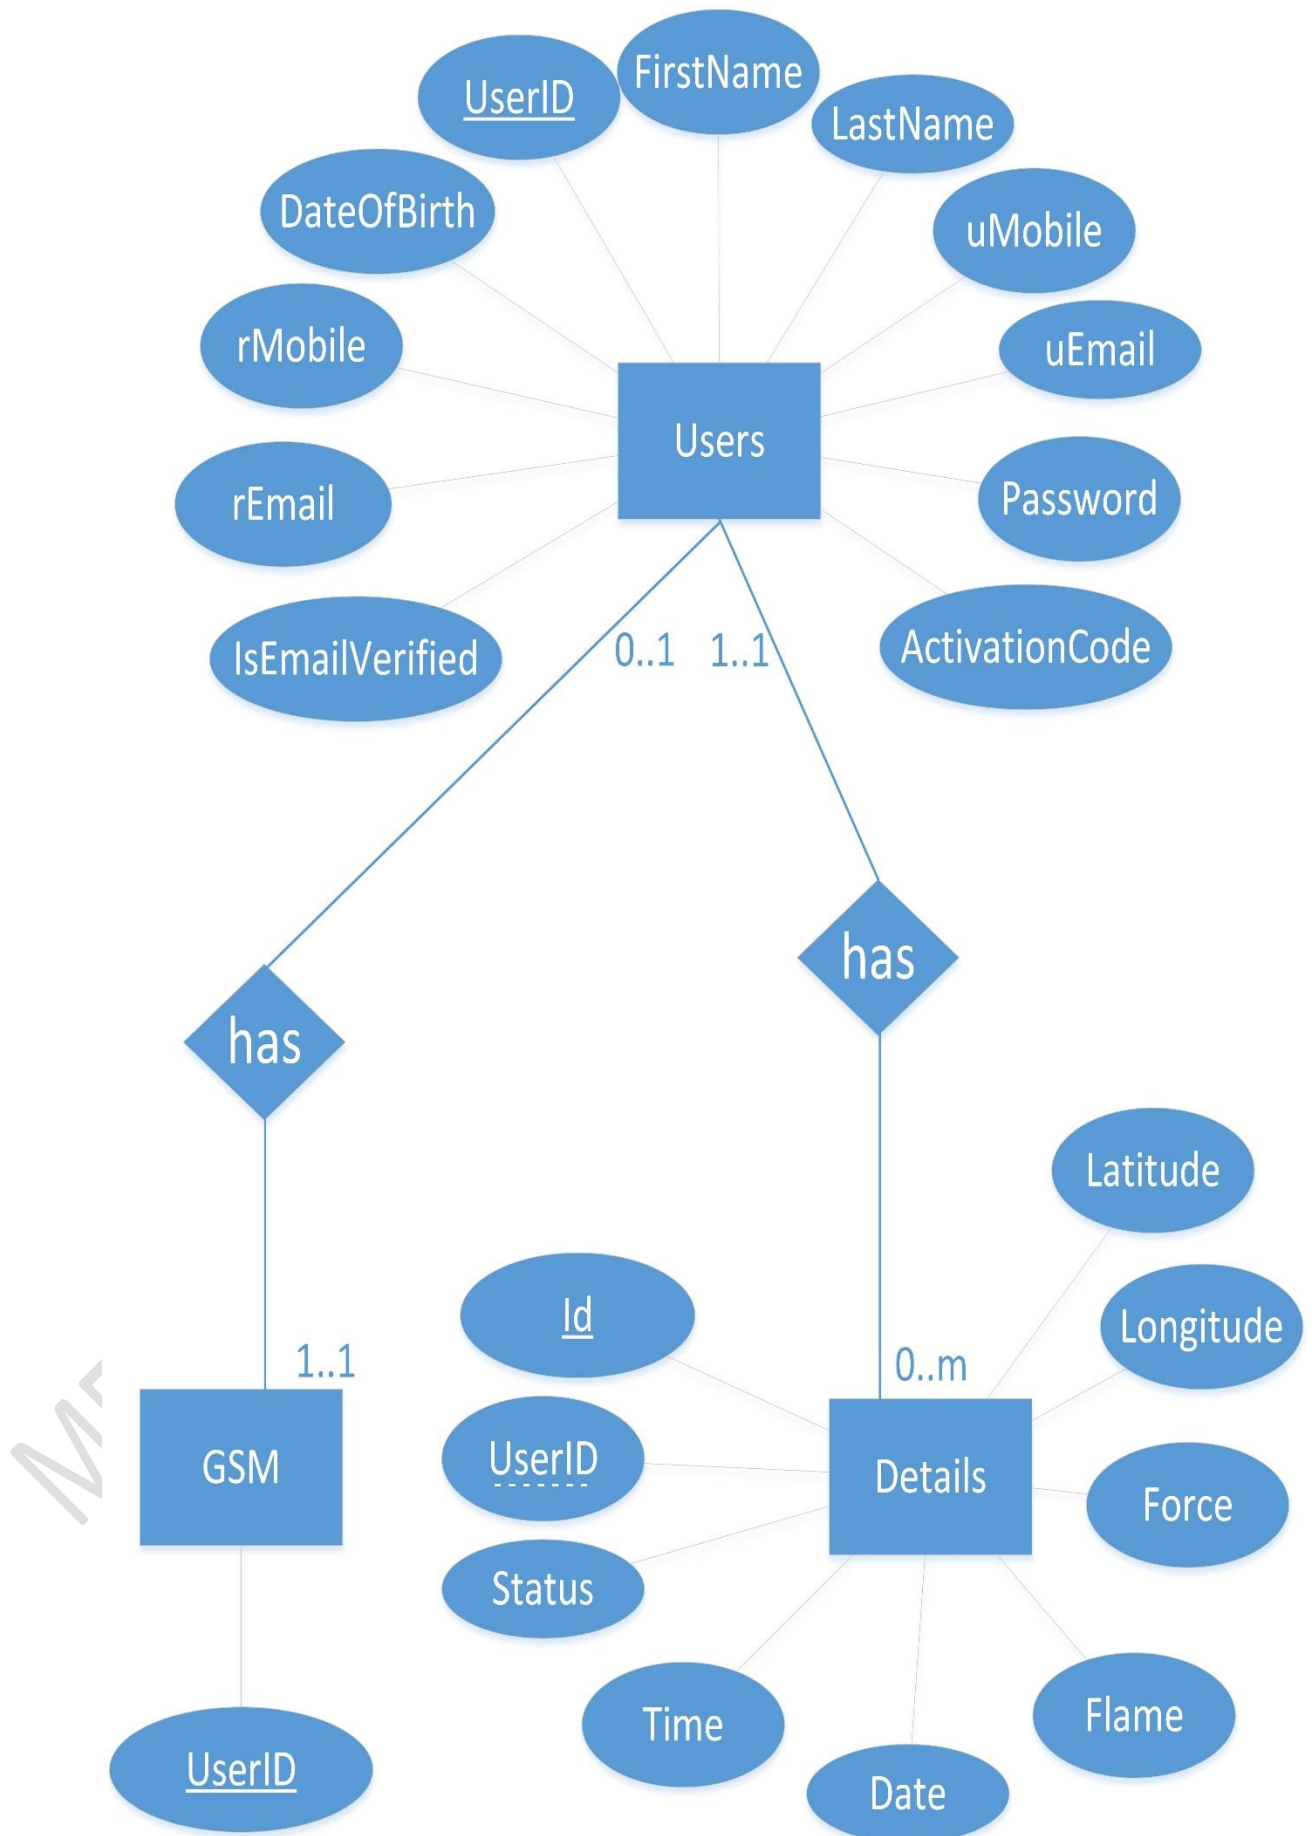 FirstName
UserID
LastName
DateOfBirth
uMobile
rMobile
uEmail
Users
rEmail
Password
IsEmailVerified
0..1
1..1
ActivationCode
has
has
Latitude
Id
Longitude
1..1
0..m
UserID
GSM
Details
Force
Status
Time
Flame
UserID
Date